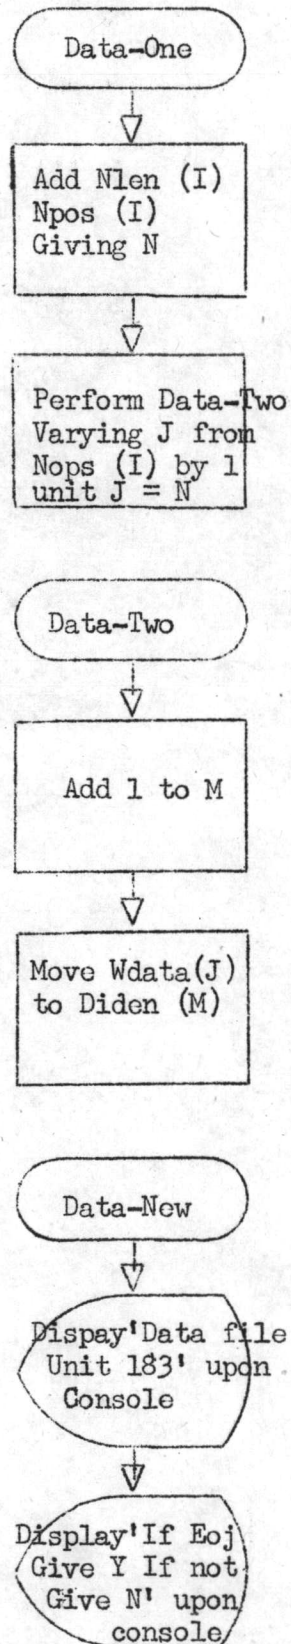 Data-One
Add Nlen (I)
Npos (I)
Giving N
Perform Data-Two
Varying J from
Nops (I) by 1
unit J = N
Data-Two
Add 1 to M
Move Wdata(J)
to Diden (M)
Data-New
Dispay'Data file
Unit 183' upon
Console
Display'If Eoj
Give Y If not
Give N' upon
console